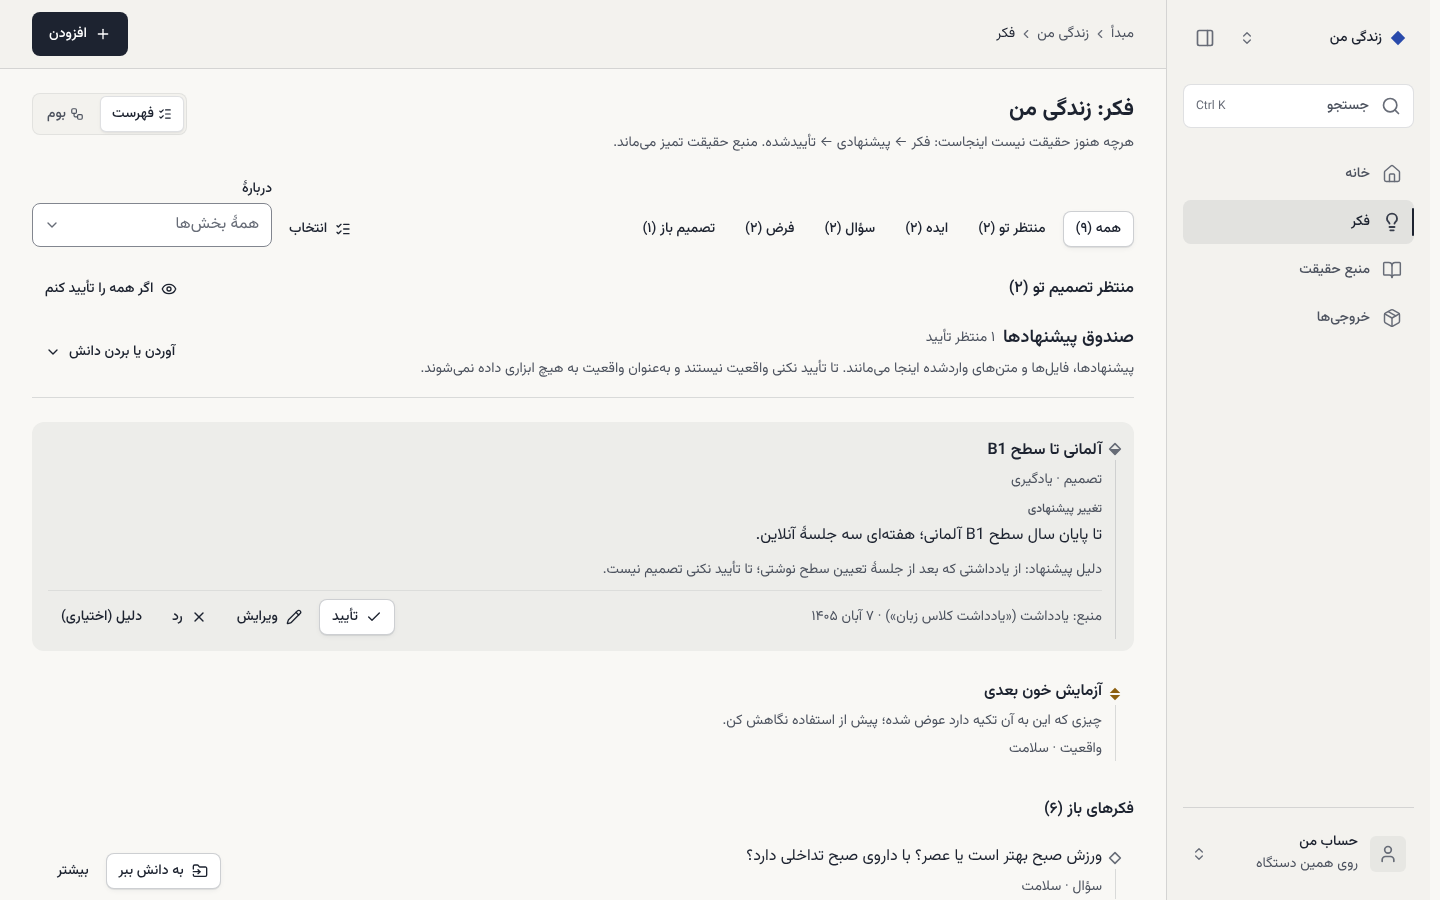 زندگی من
جستجو
Ctrl K
خانه
فکر
منبع حقیقت
خروجی‌ها
حساب من
روی همین دستگاه
مبدأ › زندگی من › فکر
افزودن
فکر: زندگی من
هرچه هنوز حقیقت نیست اینجاست: فکر ← پیشنهادی ← تأییدشده. منبع حقیقت تمیز می‌ماند.
فهرست
بوم
همه (۹)
منتظر تو (۲)
ایده (۲)
سؤال (۲)
فرض (۲)
تصمیم باز (۱)
انتخاب
دربارهٔ
همهٔ بخش‌ها
منتظر تصمیم تو (۲)
اگر همه را تأیید کنم
صندوق پیشنهادها ۱ منتظر تأیید
پیشنهادها، فایل‌ها و متن‌های واردشده اینجا می‌مانند. تا تأیید نکنی واقعیت نیستند و به‌عنوان واقعیت به هیچ ابزاری داده نمی‌شوند.
آوردن یا بردن دانش
آلمانی تا سطح B1
تصمیم · یادگیری
تغییر پیشنهادی
تا پایان سال سطح B1 آلمانی؛ هفته‌ای سه جلسهٔ آنلاین.
دلیل پیشنهاد: از یادداشتی که بعد از جلسهٔ تعیین سطح نوشتی؛ تا تأیید نکنی تصمیم نیست.
منبع: یادداشت («یادداشت کلاس زبان») · ۷ آبان ۱۴۰۵
تأیید
ویرایش
رد
دلیل (اختیاری)
آزمایش خون بعدی
چیزی که این به آن تکیه دارد عوض شده؛ پیش از استفاده نگاهش کن.
واقعیت · سلامت
فکرهای باز (۶)
ورزش صبح بهتر است یا عصر؟ با داروی صبح تداخلی دارد؟
سؤال · سلامت
به دانش ببر
بیشتر